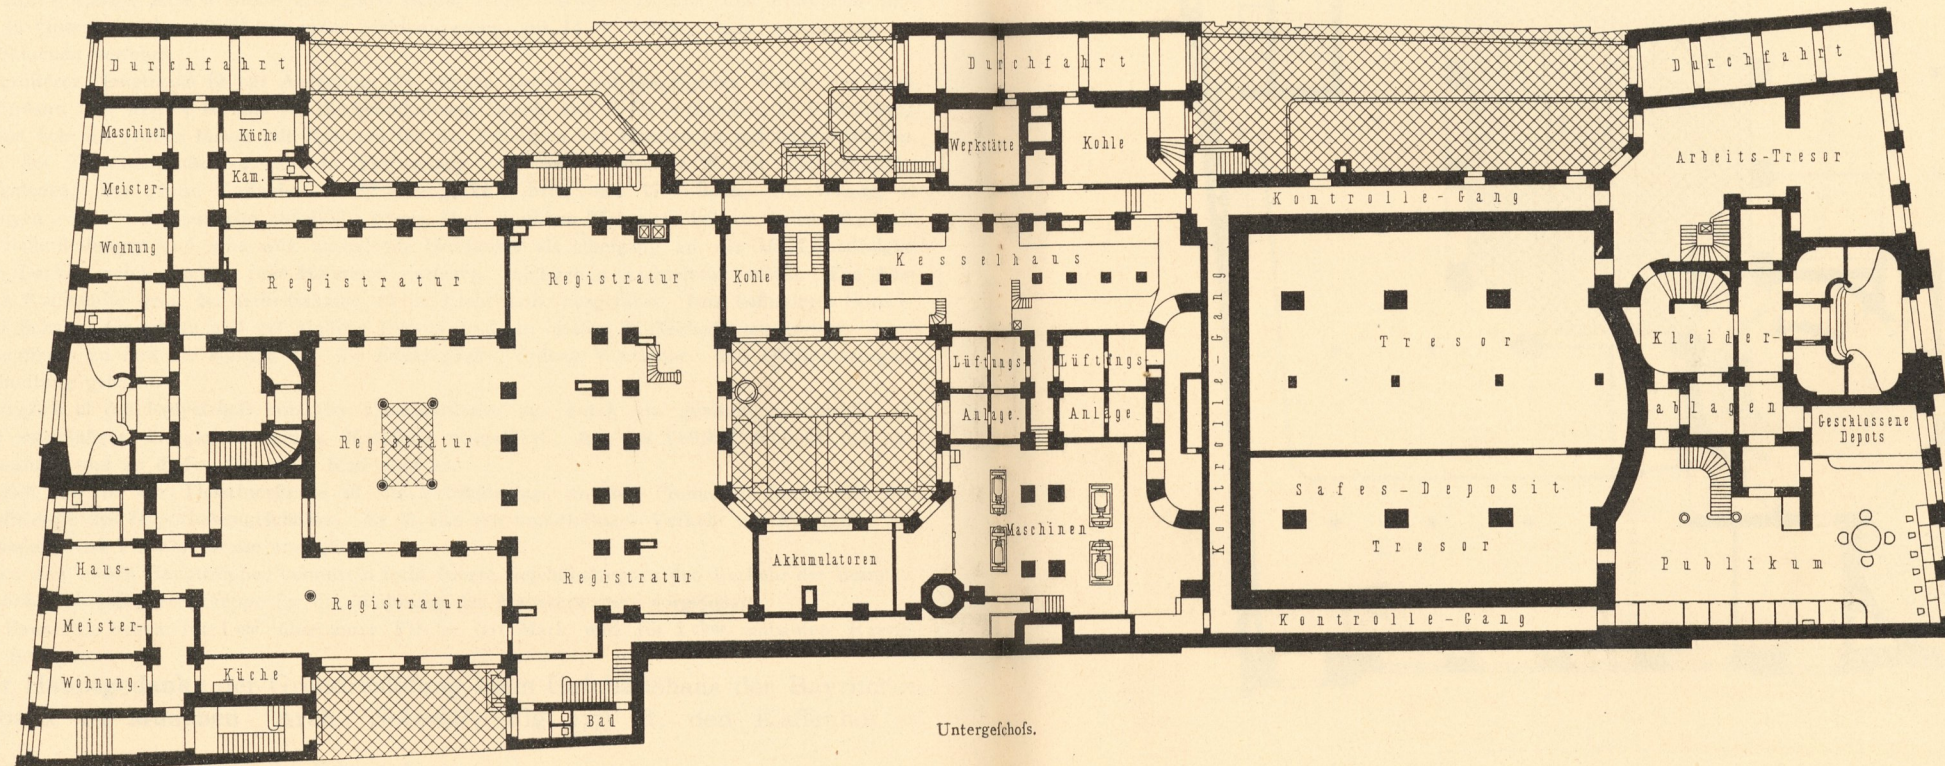 Durchfahrt
Durchfahrt
Durchfahrt
Maschinen
Meister-
Wohnung
Küche
Kam.
Werkstätte
Kohle
Arbeits-Tresor
Kontrolle-Gang
Registratur
Registratur
Kohle
Kesselhaus
Kontrolle-Gang
Tresor
Kleider-
ablagen
Lüftungs-
Anlage.
Lüftungs-
Anlage
Geschlossene
Depots
Registratur
Safes-Deposit
Tresor
Maschinen
Akkumulatoren
Haus-
Meister-
Wohnung.
Registratur
Registratur
Publikum
Kontrolle-Gang
Küche
Bad
Untergeſchoſs.